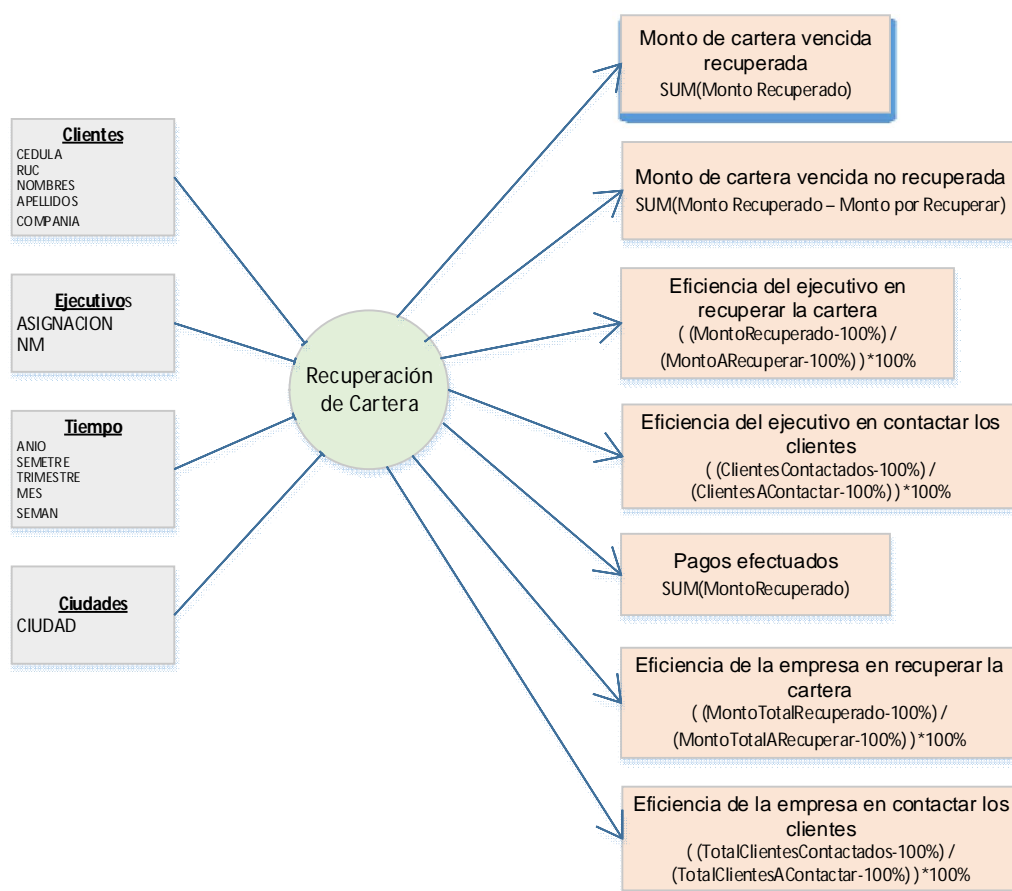 Clientes
CEDULA
RUC
NOMBRES
APELLIDOS
COMPANIA
Ejecutivos
ASIGNACION
NM
Tiempo
ANIO
SEMETRE
TRIMESTRE
MES
SEMAN
Ciudades
CIUDAD
Recuperación
de Cartera
Monto de cartera vencida
recuperada
SUM(Monto Recuperado)
Monto de cartera vencida no recuperada
SUM(Monto Recuperado – Monto por Recuperar)
Eficiencia del ejecutivo en
recuperar la cartera
( (MontoRecuperado-100%) /
(MontoARecuperar-100%) ) *100%
Eficiencia del ejecutivo en contactar los
clientes
( (ClientesContactados-100%) /
(ClientesAContactar-100%) ) *100%
Pagos efectuados
SUM(MontoRecuperado)
Eficiencia de la empresa en recuperar la
cartera
( (MontoTotalRecuperado-100%) /
(MontoTotalARecuperar-100%) ) *100%
Eficiencia de la empresa en contactar los
clientes
( (TotalClientesContactados-100%) /
(TotalClientesAContactar-100%) ) *100%